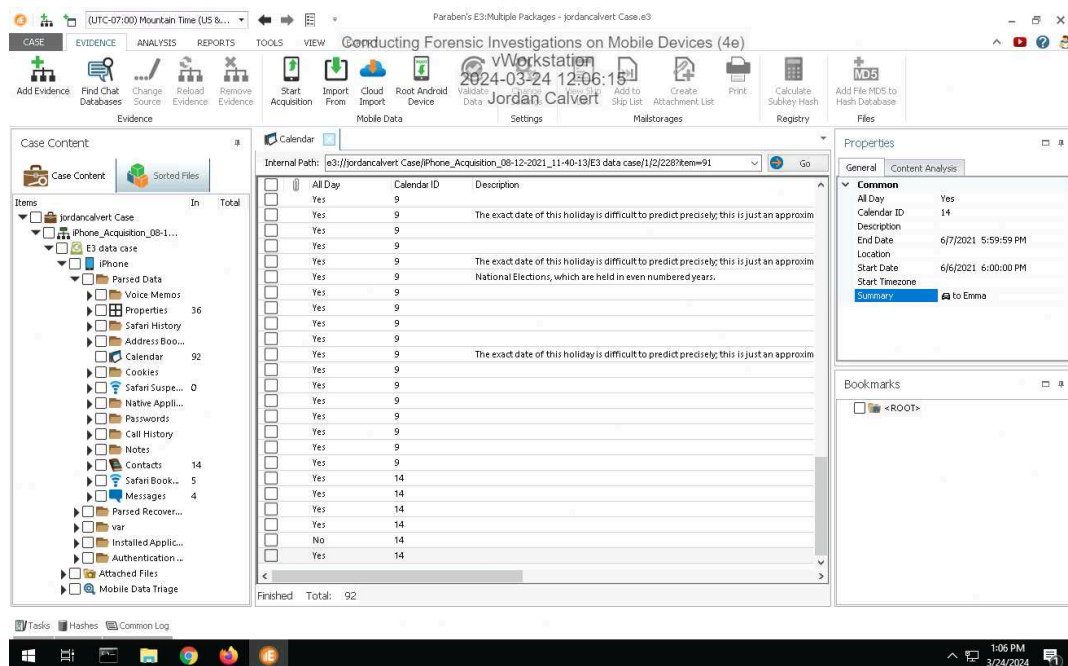 (UTC-07:00) Mountain Time (US &...
Paraben's E3:Multiple Packages - jordancalvert Case.e3
CASE EVIDENCE ANALYSIS REPORTS TOOLS VIEW
Conducting Forensic Investigations on Mobile Devices (4e)
vWorkstation
2024-03-24 12:06:15
Jordan Calvert
Add Evidence
Find Chat Databases
Change Source
Reload Evidence
Remove Evidence
Evidence
Start Acquisition
Import From
Cloud Import
Root Android Device
Mobile Data
Validate Data
Settings
Add to Skip List
Create Attachment List
Print
Mailstorages
Calculate Subkey Hash
Registry
MD5
Add File MD5 to Hash Database
Files
Case Content
Case Content
Sorted Files
Items In Total
jordancalvert Case
iPhone_Acquisition_08-1...
E3 data case
iPhone
Parsed Data
Voice Memos
Properties 36
Safari History
Address Boo...
Calendar 92
Cookies
Safari Suspe... 0
Native Appli...
Passwords
Call History
Notes
Contacts 14
Safari Book... 5
Messages 4
Parsed Recover...
var
Installed Applic...
Authentication ...
Attached Files
Mobile Data Triage
Calendar
Internal Path: e3://jordancalvert Case/iPhone_Acquisition_08-12-2021_11-40-13/E3 data case/1/2/228?item=91 Go
All Day Calendar ID Description
Yes 9
Yes 9 The exact date of this holiday is difficult to predict precisely; this is just an approxim
Yes 9
Yes 9
Yes 9 The exact date of this holiday is difficult to predict precisely; this is just an approxim
Yes 9 National Elections, which are held in even numbered years.
Yes 9
Yes 9
Yes 9
Yes 9
Yes 9 The exact date of this holiday is difficult to predict precisely; this is just an approxim
Yes 9
Yes 9
Yes 9
Yes 9
Yes 9
Yes 9
Yes 9
Yes 14
Yes 14
Yes 14
Yes 14
No 14
Yes 14
Finished Total: 92
Properties
General Content Analysis
Common
All Day Yes
Calendar ID 14
Description
End Date 6/7/2021 5:59:59 PM
Location
Start Date 6/6/2021 6:00:00 PM
Start Timezone
Summary to Emma
Bookmarks
<ROOT>
Tasks Hashes Common Log
1:06 PM
3/24/2024